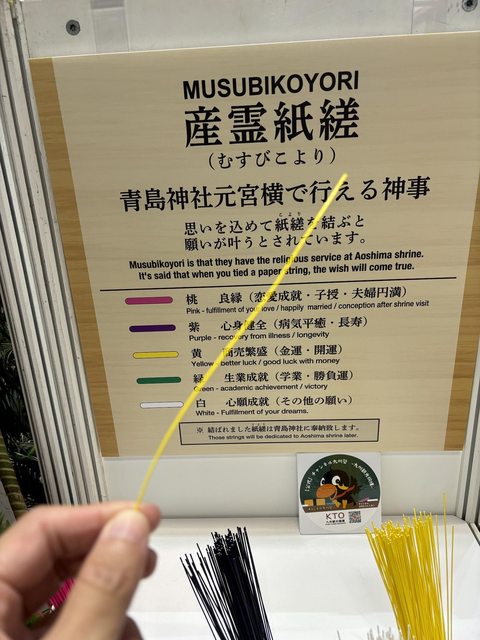 MUSUBIKOYORI
産霊紙縒
（むすびこより）
青島神社元宮横で行える神事
思いを込めて紙縒を結ぶと
願いが叶うとされています。
Musubikoyori is that they have the religious service at Aoshima shrine.
It's said that when you tied a paper string, the wish will come true.
桃 良縁（恋愛成就・子授・夫婦円満）
Pink - fulfillment of your love / happily married / conception after shrine visit
紫 心身健全（病気平癒・長寿）
Purple - recovery from illness / longevity
黄 商売繁盛（金運・開運）
Yellow - better luck / good luck with money
緑 生業成就（学業・勝負運）
Green - academic achievement / victory
白 心願成就（その他の願い）
White - Fulfillment of your dreams.
※ 結ばれました紙縒は青島神社に奉納致します。
Those strings will be dedicated to Aoshima shrine later.
KTO